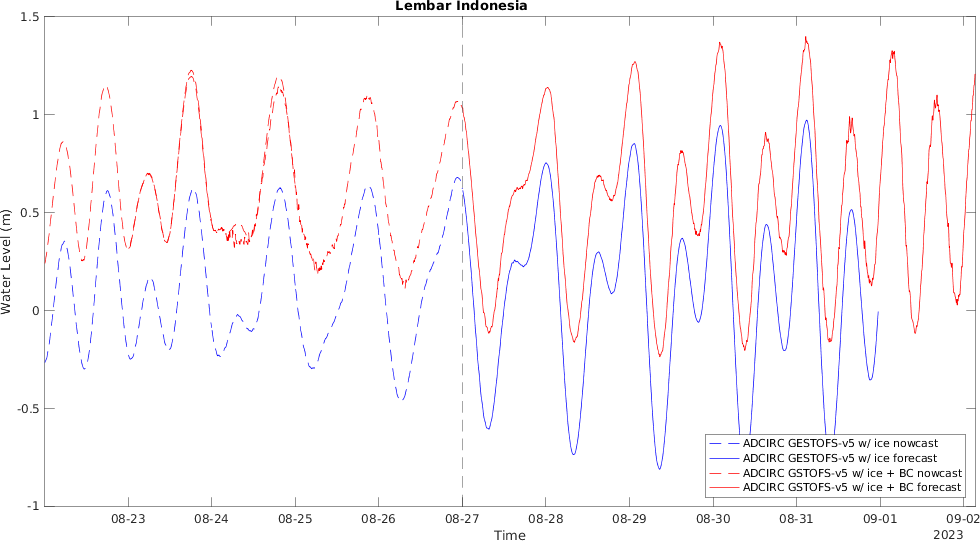 Lembar Indonesia
1.5
1
0.5
0
-0.5
-1
Water Level (m)
08-23 08-24 08-25 08-26 08-27 08-28 08-29 08-30 08-31 09-01 09-02
Time
2023
ADCIRC GESTOFS-v5 w/ ice nowcast
ADCIRC GESTOFS-v5 w/ ice forecast
ADCIRC GSTOFS-v5 w/ ice + BC nowcast
ADCIRC GSTOFS-v5 w/ ice + BC forecast